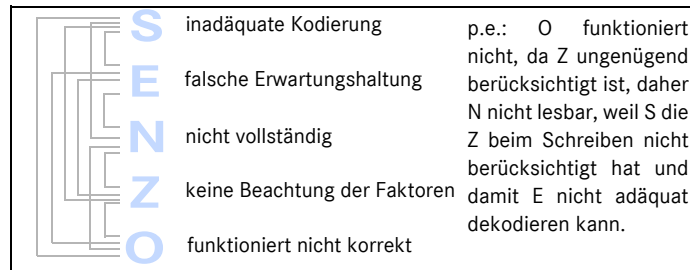 S inadäquate Kodierung
E falsche Erwartungshaltung
N nicht vollständig
Z keine Beachtung der Faktoren
O funktioniert nicht korrekt
p.e.: O funktioniert
nicht, da Z ungenügend
berücksichtigt ist, daher
N nicht lesbar, weil S die
Z beim Schreiben nicht
berücksichtigt hat und
damit E nicht adäquat
dekodieren kann.